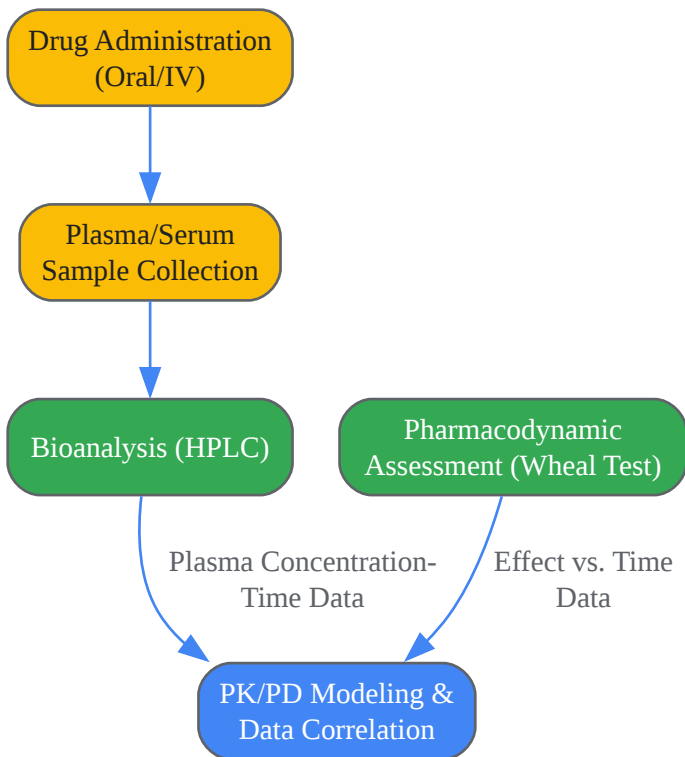 Drug Administration
(Oral/IV)
Plasma/Serum
Sample Collection
Bioanalysis (HPLC)
Pharmacodynamic
Assessment (Wheal Test)
Plasma Concentration-
Time Data
Effect vs. Time
Data
PK/PD Modeling &
Data Correlation